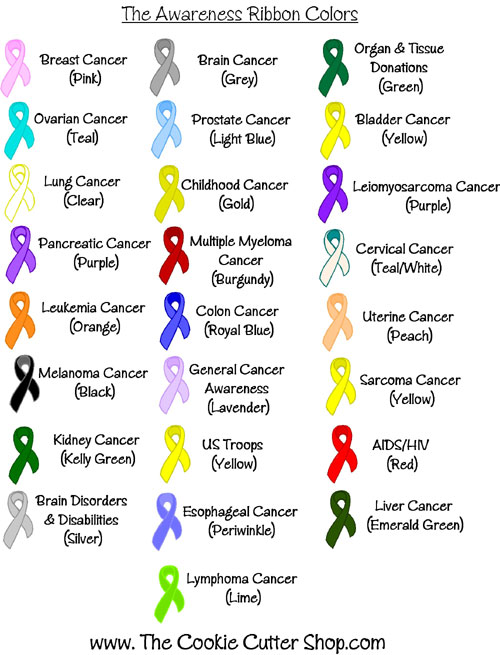 The Awareness Ribbon Colors
Breast Cancer
(Pink)
Brain Cancer
(Grey)
Organ & Tissue
Donations
(Green)
Ovarian Cancer
(Teal)
Prostate Cancer
(Light Blue)
Bladder Cancer
(Yellow)
Lung Cancer
(Clear)
Childhood Cancer
(Gold)
Leiomyosarcoma Cancer
(Purple)
Pancreatic Cancer
(Purple)
Multiple Myeloma
Cancer
(Burgundy)
Cervical Cancer
(Teal/White)
Leukemia Cancer
(Orange)
Colon Cancer
(Royal Blue)
Uterine Cancer
(Peach)
Melanoma Cancer
(Black)
General Cancer
Awareness
(Lavender)
Sarcoma Cancer
(Yellow)
Kidney Cancer
(Kelly Green)
US Troops
(Yellow)
AIDS/HIV
(Red)
Brain Disorders
& Disabilities
(Silver)
Esophageal Cancer
(Periwinkle)
Liver Cancer
(Emerald Green)
Lymphoma Cancer
(Lime)
www. The Cookie Cutter Shop.com